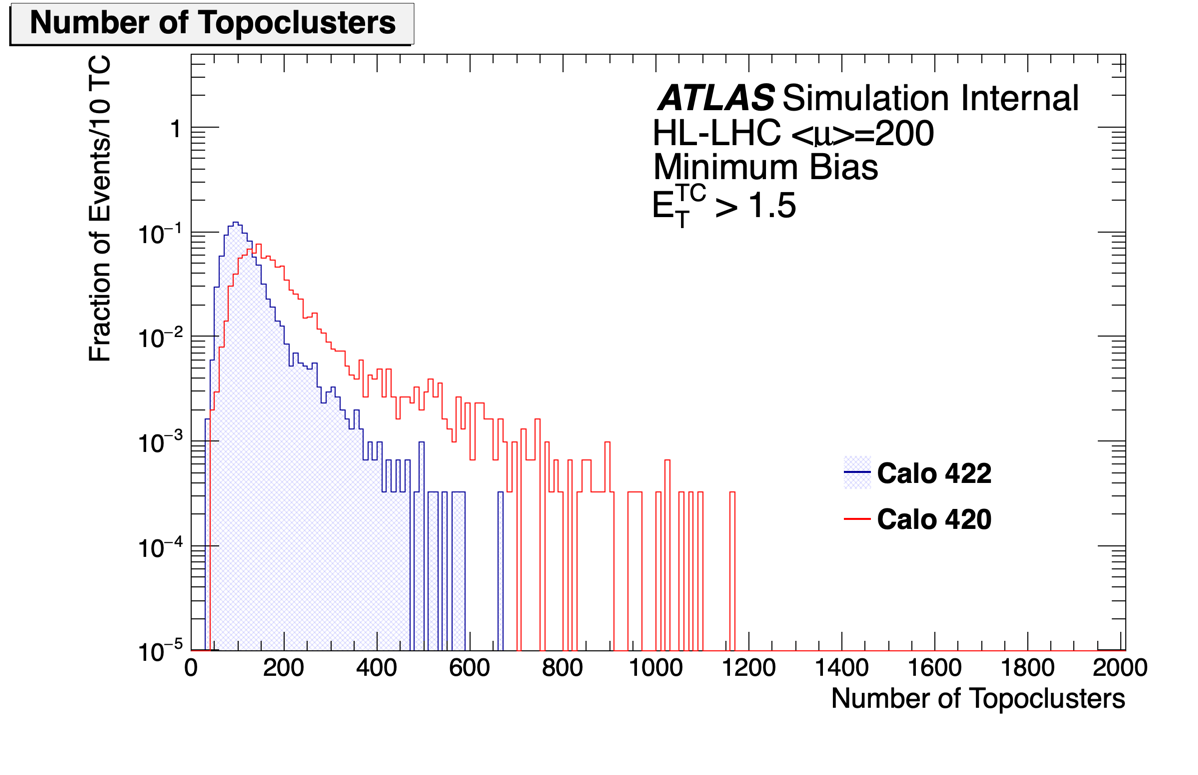 Number of Topoclusters
Fraction of Events/10 TC
ATLAS Simulation Internal
HL-LHC <μ>=200
Minimum Bias
E_T^TC > 1.5
1
10⁻¹
10⁻²
10⁻³
10⁻⁴
10⁻⁵
Calo 422
Calo 420
0 200 400 600 800 1000 1200 1400 1600 1800 2000
Number of Topoclusters